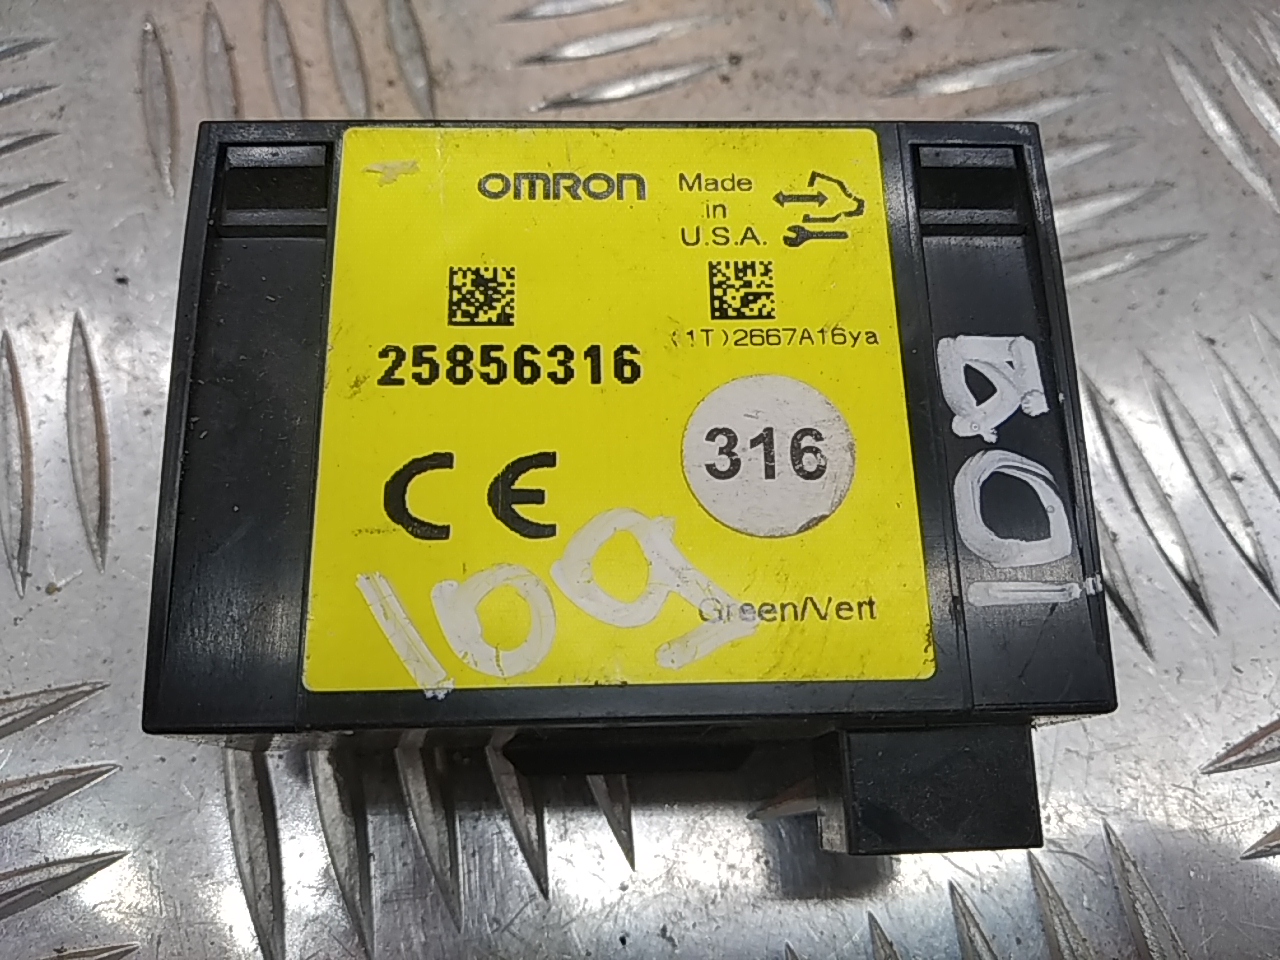 OMRON
Made
in
U.S.A.
(1T)2667A16ya
25856316
316
CE
109
Green/Vert
109